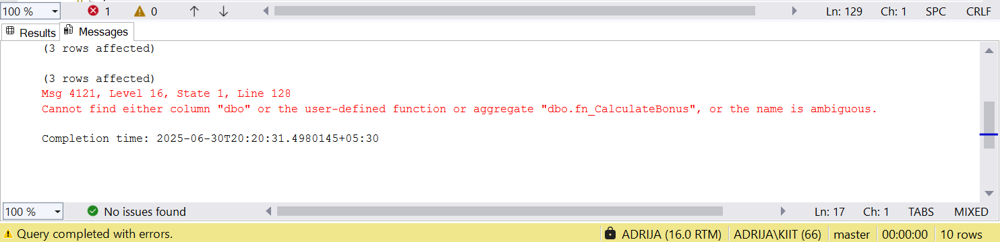 100 % 1 0 Ln: 129 Ch: 1 SPC CRLF
Results Messages
(3 rows affected)
(3 rows affected)
Msg 4121, Level 16, State 1, Line 128
Cannot find either column "dbo" or the user-defined function or aggregate "dbo.fn_CalculateBonus", or the name is ambiguous.
Completion time: 2025-06-30T20:20:31.4980145+05:30
100 % No issues found Ln: 17 Ch: 1 TABS MIXED
Query completed with errors. ADRIJA (16.0 RTM) ADRIJA\KIIT (66) master 00:00:00 10 rows